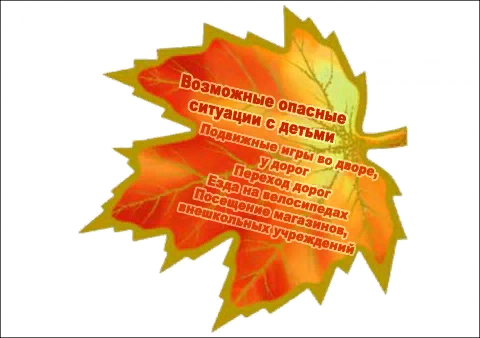 Возможные опасные
ситуации с детьми
Подвижные игры во дворе,
у дорог
Переход дорог
Езда на велосипедах
Посещение магазинов,
внешкольных учреждений